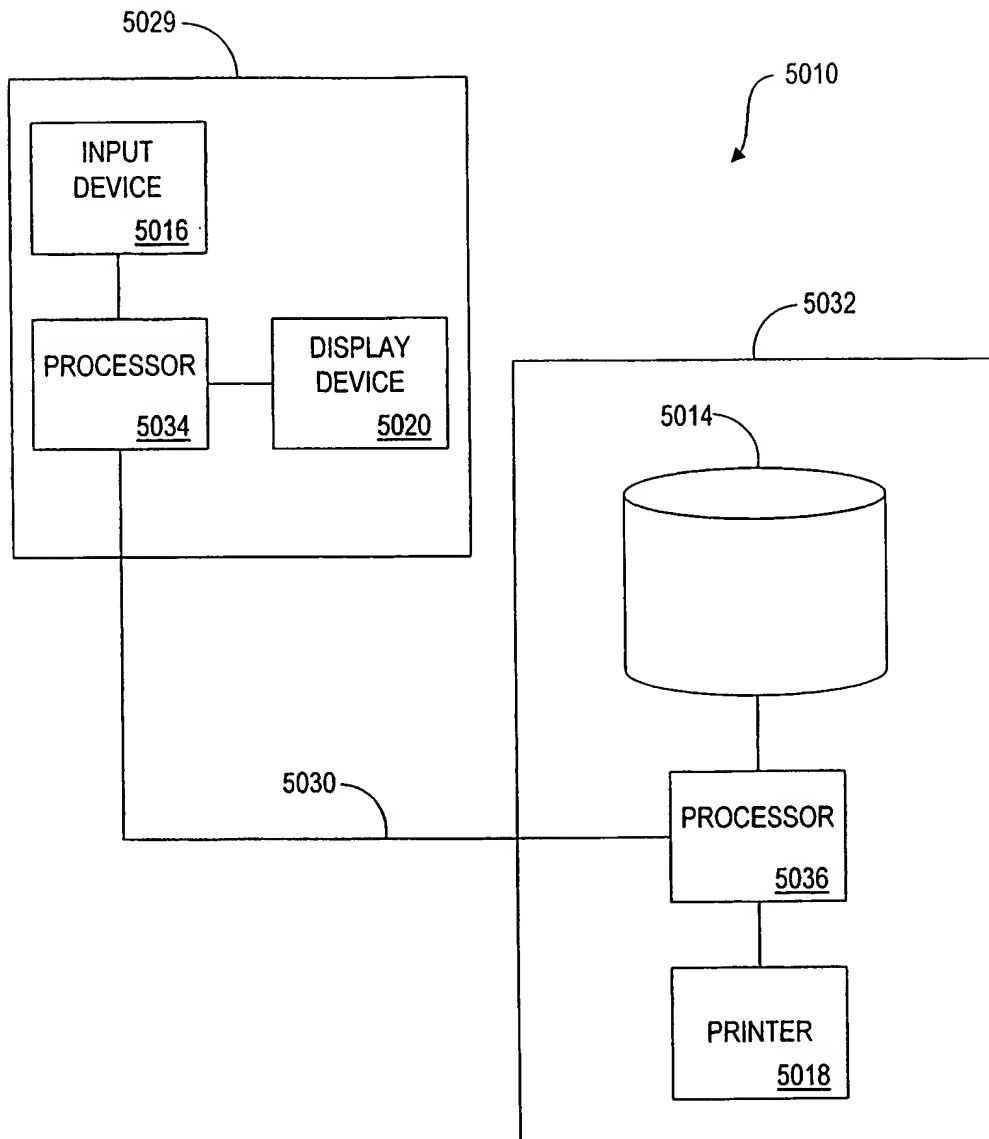 5029
5010
INPUT
DEVICE
5016
PROCESSOR
5034
DISPLAY
DEVICE
5020
5032
5014
5030
PROCESSOR
5036
PRINTER
5018